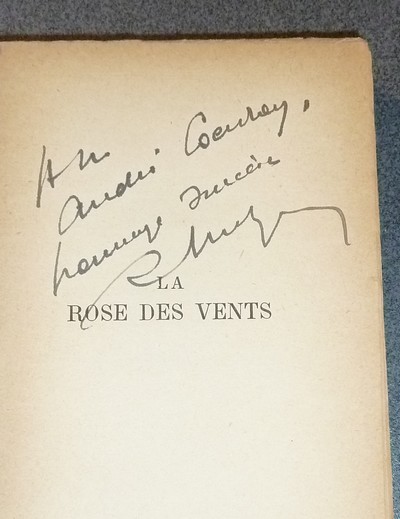 A M.
André Coeuroy,
hommage sincère
LA
ROSE DES VENTS